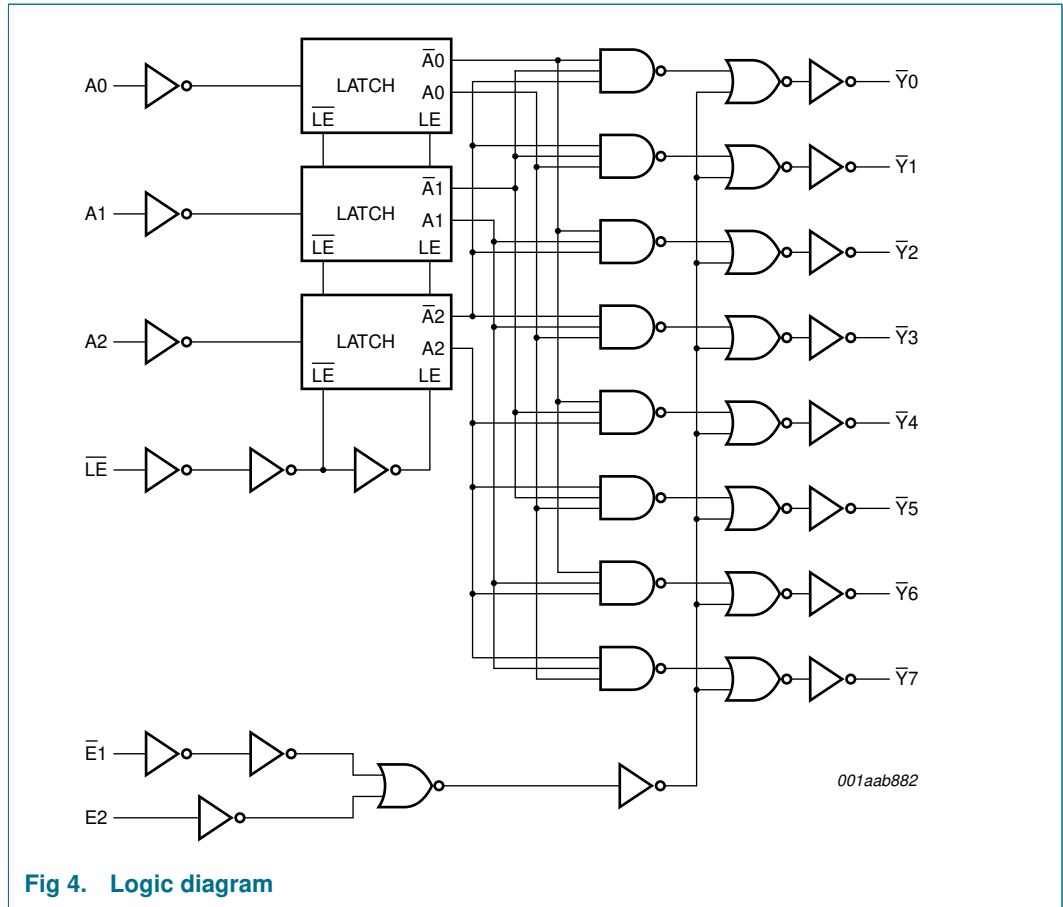 A0
LATCH
A̅0
A0
L̅E̅
LE
Y̅0
A1
LATCH
A̅1
A1
L̅E̅
LE
Y̅1
A2
LATCH
A̅2
A2
L̅E̅
LE
Y̅2
Y̅3
L̅E̅
Y̅4
Y̅5
Y̅6
Y̅7
E̅1
E2
001aab882
Fig 4. Logic diagram